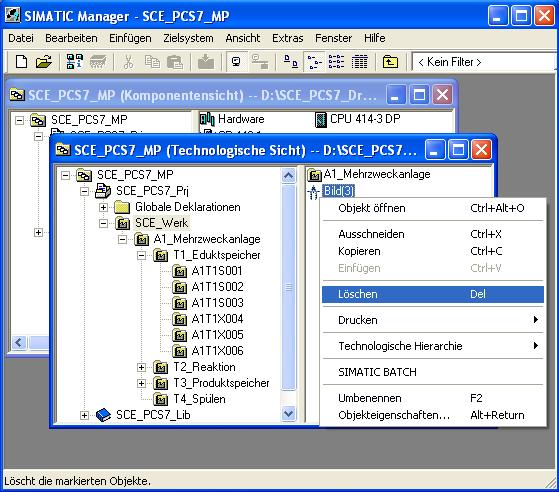 SIMATIC Manager - SCE_PCS7_MP
Datei Bearbeiten Einfügen Zielsystem Ansicht Extras Fenster Hilfe
< Kein Filter >
SCE_PCS7_MP (Komponentensicht) -- D:\SCE_PCS7_Dr...
SCE_PCS7_MP
Hardware
CPU 414-3 DP
SCE_PCS7_MP (Technologische Sicht) -- D:\SCE_PCS7...
SCE_PCS7_MP
SCE_PCS7_Prj
Globale Deklarationen
SCE_Werk
A1_Mehrzweckanlage
T1_Eduktspeicher
A1T1S001
A1T1S002
A1T1S003
A1T1X004
A1T1X005
A1T1X006
T2_Reaktion
T3_Produktspeicher
T4_Spülen
SCE_PCS7_Lib
A1_Mehrzweckanlage
Bild(3)
Objekt öffnen Ctrl+Alt+O
Ausschneiden Ctrl+X
Kopieren Ctrl+C
Einfügen Ctrl+V
Löschen Del
Drucken
Technologische Hierarchie
SIMATIC BATCH
Umbenennen F2
Objekteigenschaften... Alt+Return
Löscht die markierten Objekte.